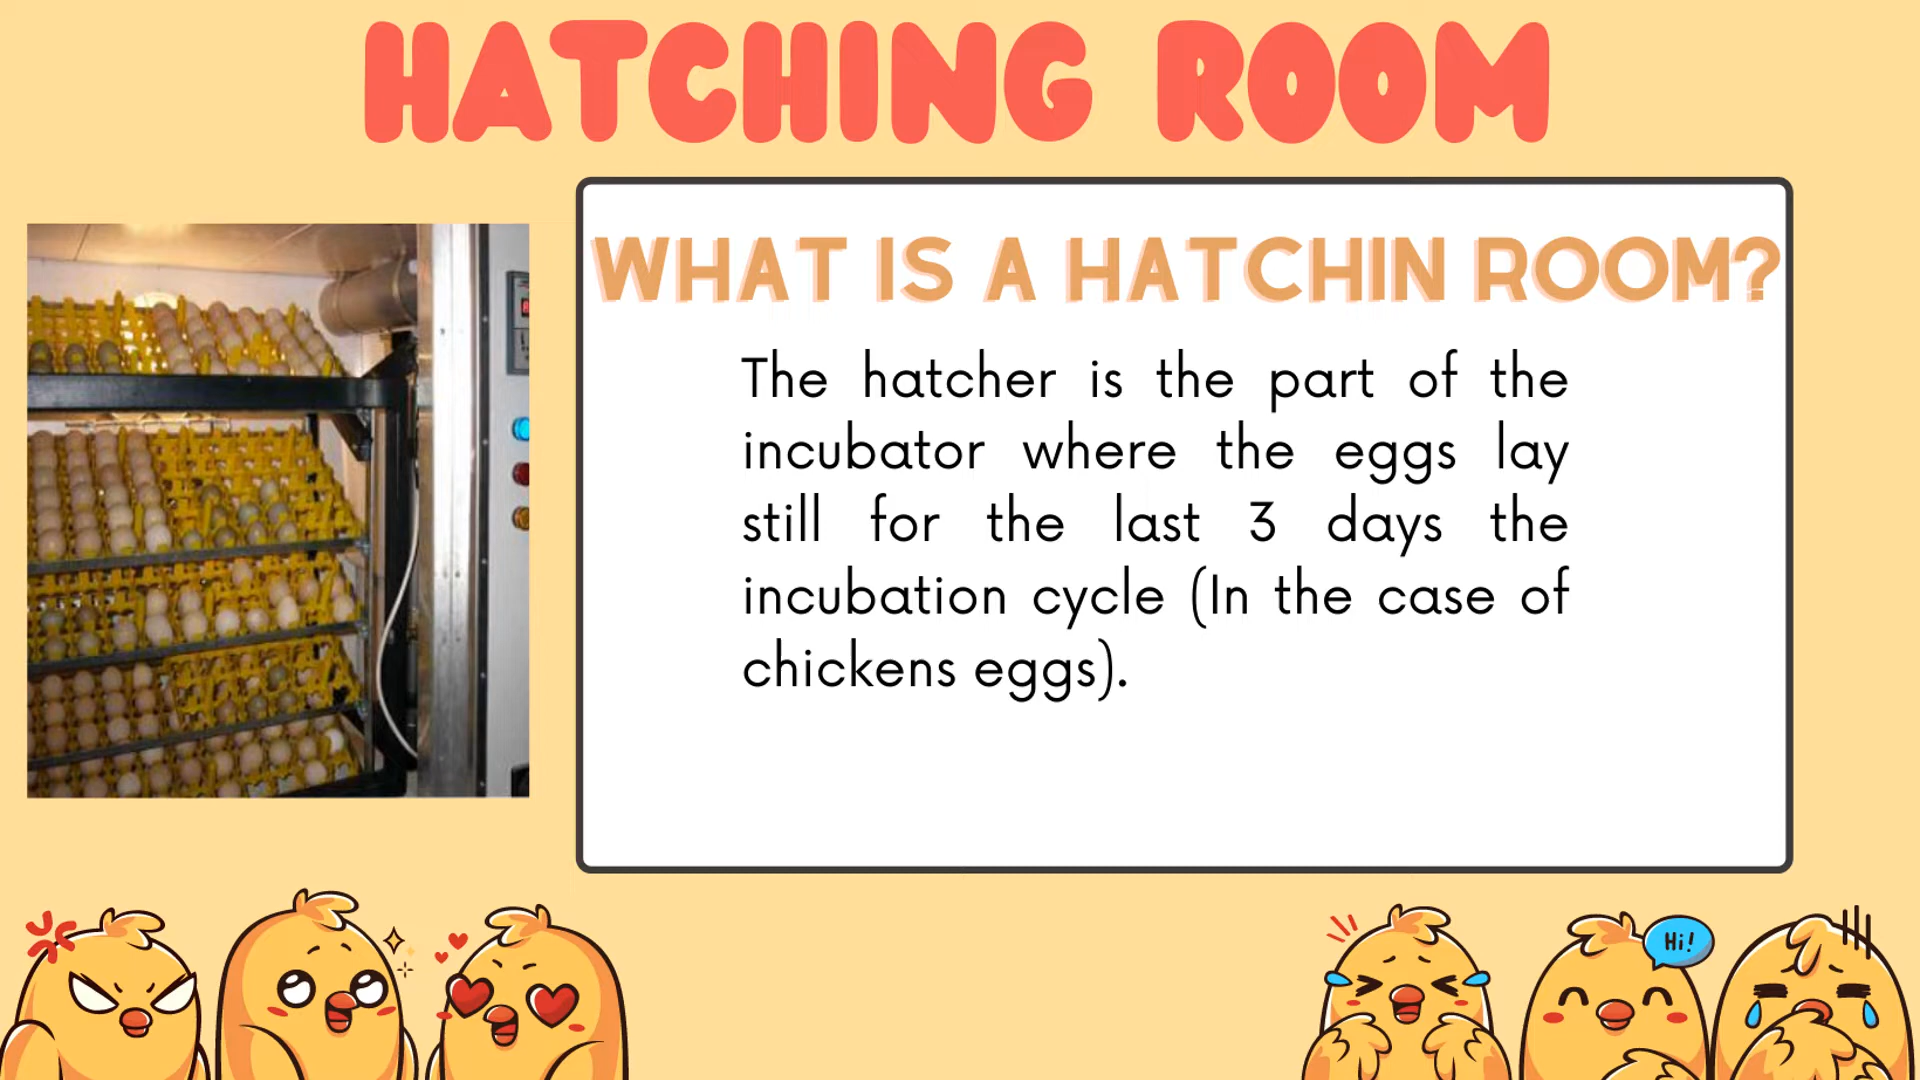 HATCHING ROOM
WHAT IS A HATCHIN ROOM?
The hatcher is the part of the
incubator where the eggs lay
still for the last 3 days the
incubation cycle (In the case of
chickens eggs).
Hi!